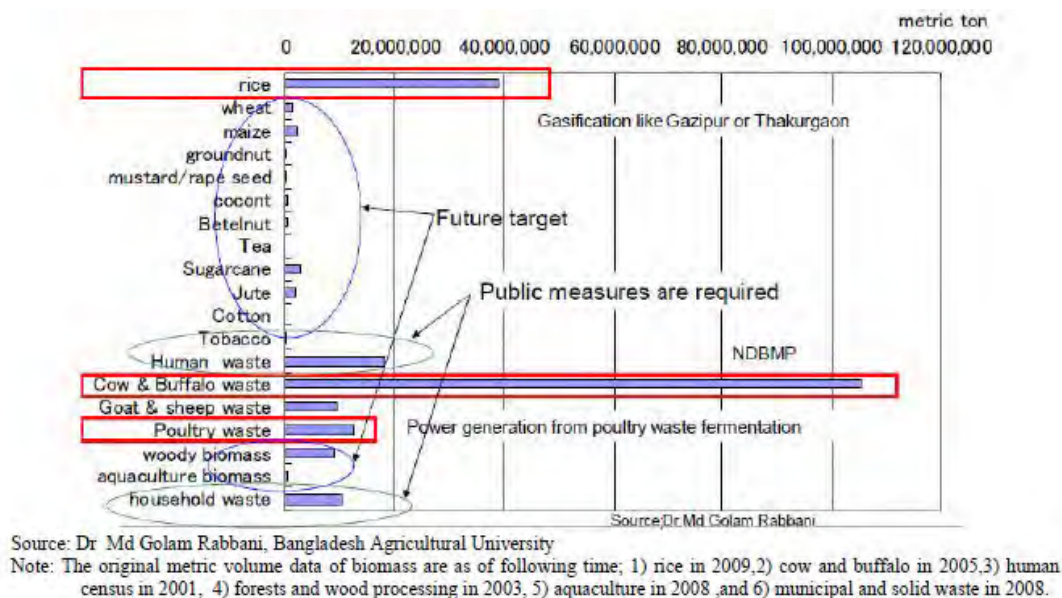 metric ton
0 20,000,000 40,000,000 60,000,000 80,000,000 100,000,000 120,000,000
rice
wheat
maize
groundnut
mustard/rape seed
cocont
Betelnut
Tea
Sugarcane
Jute
Cotton
Tobacco
Human waste
Cow & Buffalo waste
Goat & sheep waste
Poultry waste
woody biomass
aquaculture biomass
household waste
Gasification like Gazipur or Thakurgaon
Future target
Public measures are required
NDBMP
Power generation from poultry waste fermentation
Source;Dr.Md Golam Rabbani
Source: Dr Md Golam Rabbani, Bangladesh Agricultural University
Note: The original metric volume data of biomass are as of following time; 1) rice in 2009,2) cow and buffalo in 2005,3) human
census in 2001, 4) forests and wood processing in 2003, 5) aquaculture in 2008 ,and 6) municipal and solid waste in 2008.